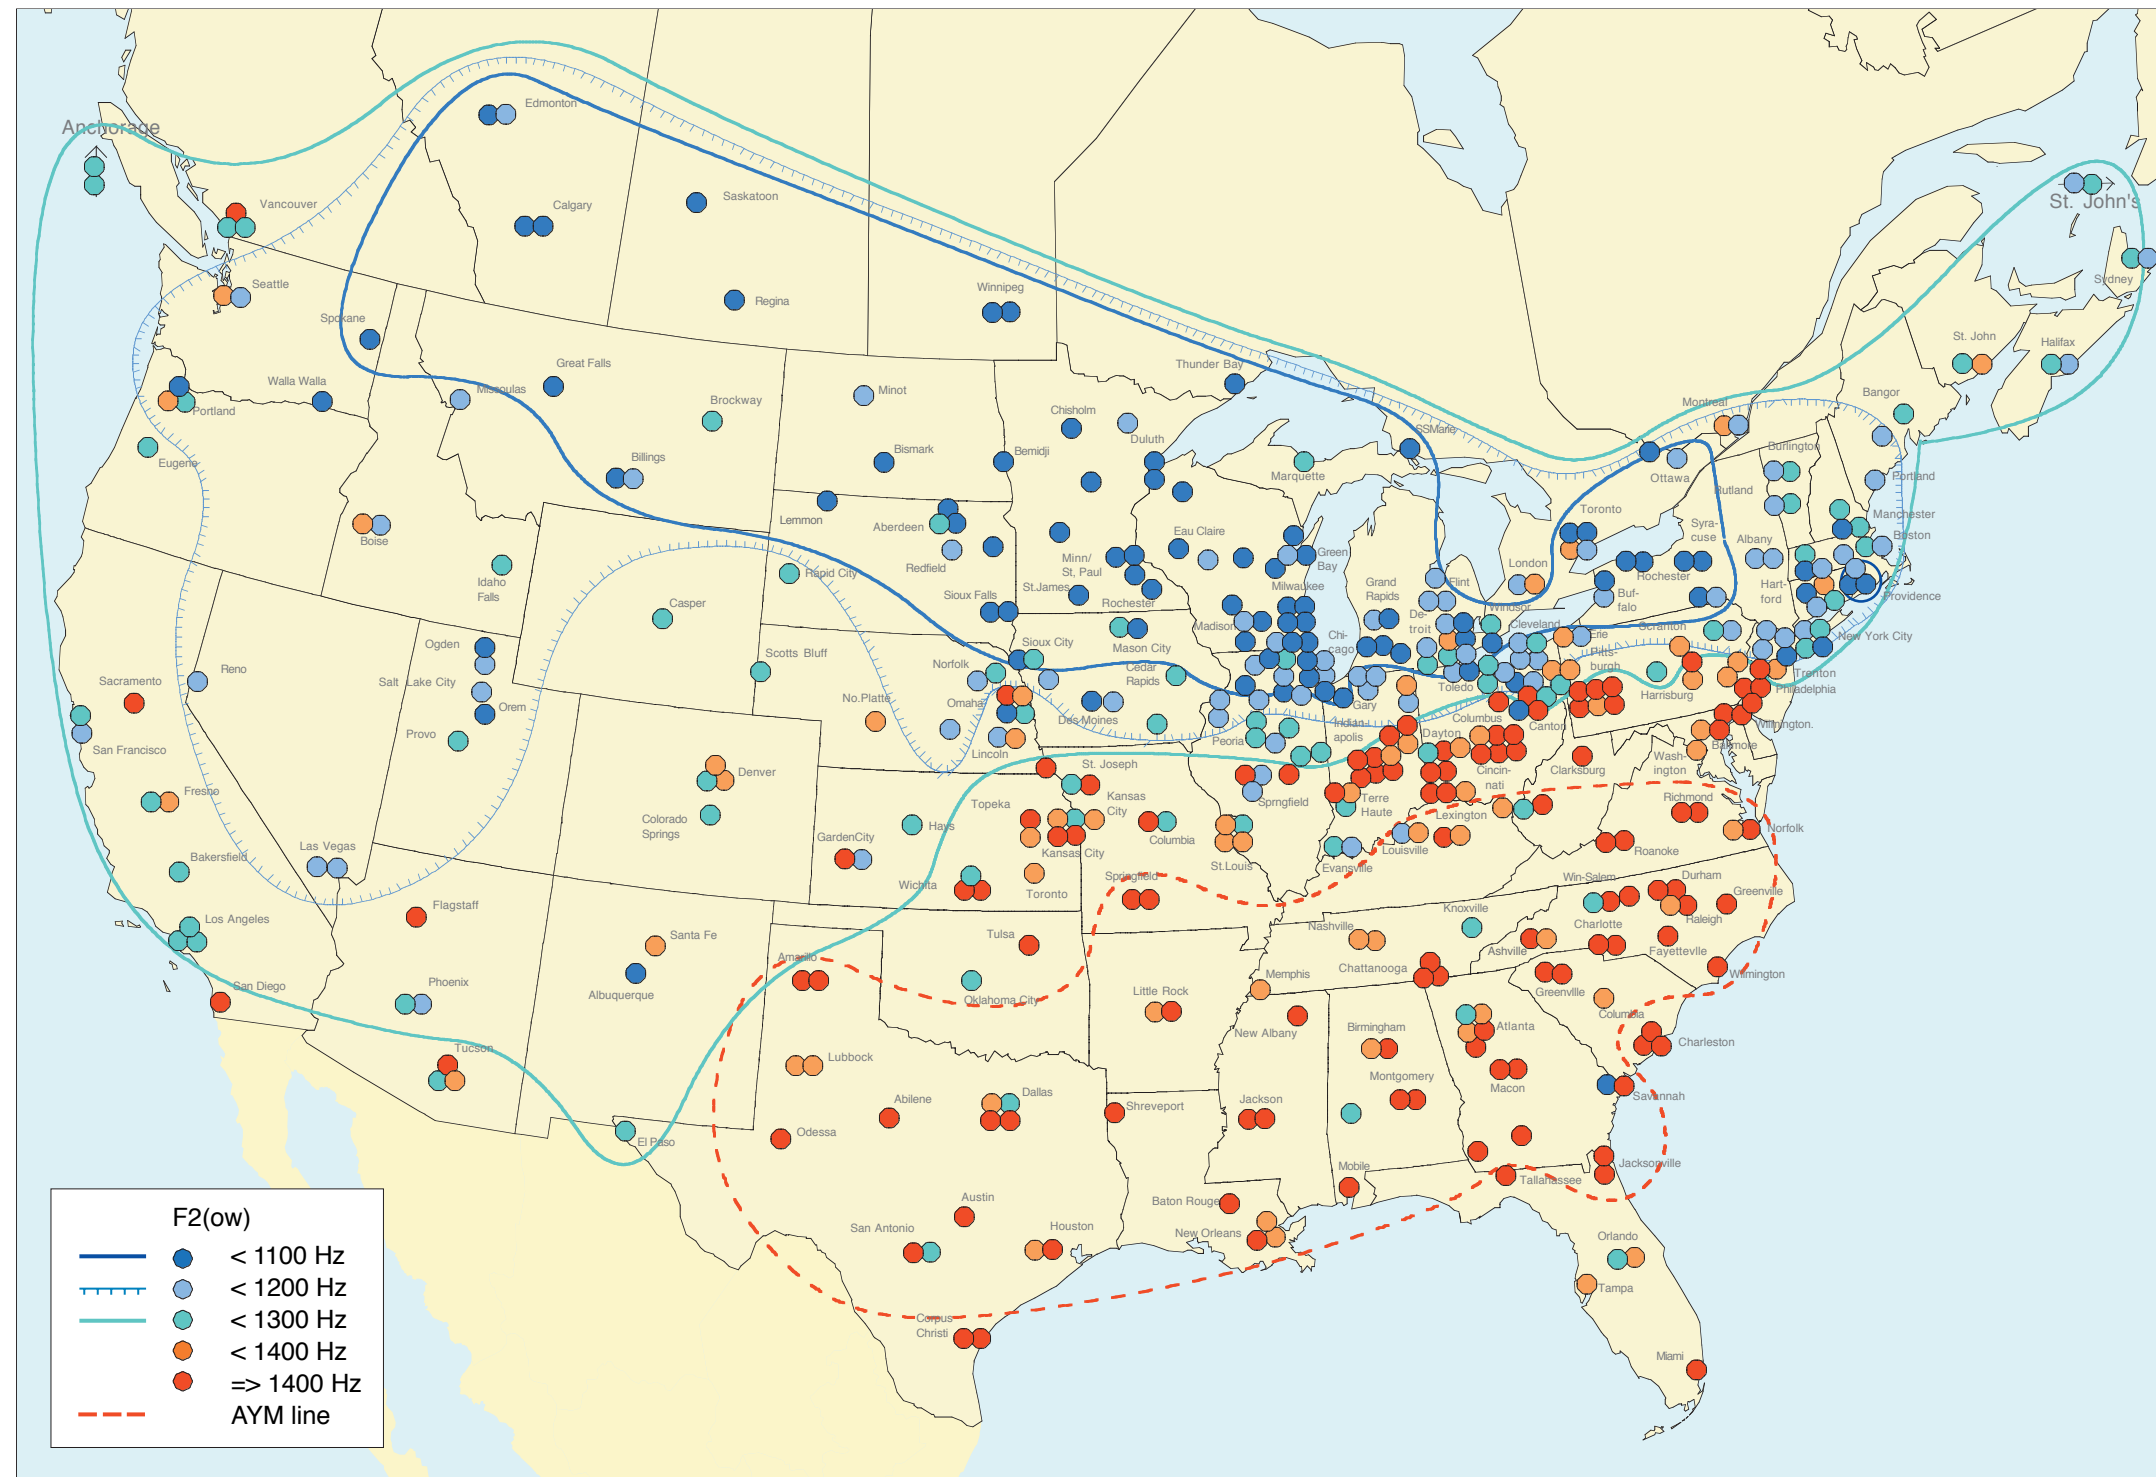 Edmonton
Anchorage
Saskatoon
Vancouver
Calgary
St. John's
Seattle
Sydney
Winnipeg
Regina
Spokane
St. John
Halifax
Great Falls
Thunder Bay
Walla Walla
Missoulas
Minot
Bangor
Brockway
Montreal
Portland
Chisholm
SSMarie
Duluth
Burlington
Eugene
Billings
Bismark
Bemidji
Marquette
Ottawa
Portland
Rutland
Lemmon
Toronto
Manchester
Aberdeen
Eau Claire
Syra-
cuse
Boston
Boise
Albany
Green
Bay
Minn/
St, Paul
Redfield
London
Rapid City
Idaho
Falls
St.James
Milwaukee
Grand
Rapids
Flint
Rochester
Hart-
ford
Sioux Falls
Rochester
Buf-
falo
Providence
Casper
Windsor
Madison
De-
troit
Cleveland
Scranton
Erie
New York City
Ogden
Sioux City
Mason City
Chi-
cago
Scotts Bluff
Norfolk
Cedar
Rapids
Pitts-
burgh
Reno
Trenton
Sacramento
Salt Lake City
No.Platte
Toledo
Harrisburg
Philadelphia
Omaha
Orem
Gary
Des Moines
Columbus
Canton
Wilmington.
Provo
Indian-
apolis
Dayton
San Francisco
Peoria
Baltimore
Lincoln
Wash-
ington
St. Joseph
Denver
Cincin-
nati
Clarksburg
Fresno
Topeka
Kansas
City
Sprngfield
Terre
Haute
Richmond
Colorado
Springs
Hays
Lexington
Norfolk
GardenCity
Columbia
Las Vegas
Kansas City
Louisville
Roanoke
Bakersfield
St.Louis
Evansville
Wichita
Toronto
Springfield
Win-Salem
Durham
Flagstaff
Greenville
Los Angeles
Knoxville
Raleigh
Santa Fe
Tulsa
Nashville
Charlotte
Amarillo
Ashville
Fayettevlle
Chattanooga
Memphis
Wilmington
San Diego
Phoenix
Albuquerque
Oklahoma City
Little Rock
Greenvllle
Columbia
New Albany
Birmingham
Atlanta
Charleston
Tucson
Lubbock
Montgomery
Macon
Abilene
Dallas
Shreveport
Jackson
Savannah
Odessa
El Paso
Mobile
Jacksonville
Tallahassee
Austin
Baton Rouge
San Antonio
Houston
New Orleans
Orlando
Tampa
Corpus
Christi
Miami
F2(ow)
< 1100 Hz
< 1200 Hz
< 1300 Hz
< 1400 Hz
=> 1400 Hz
AYM line